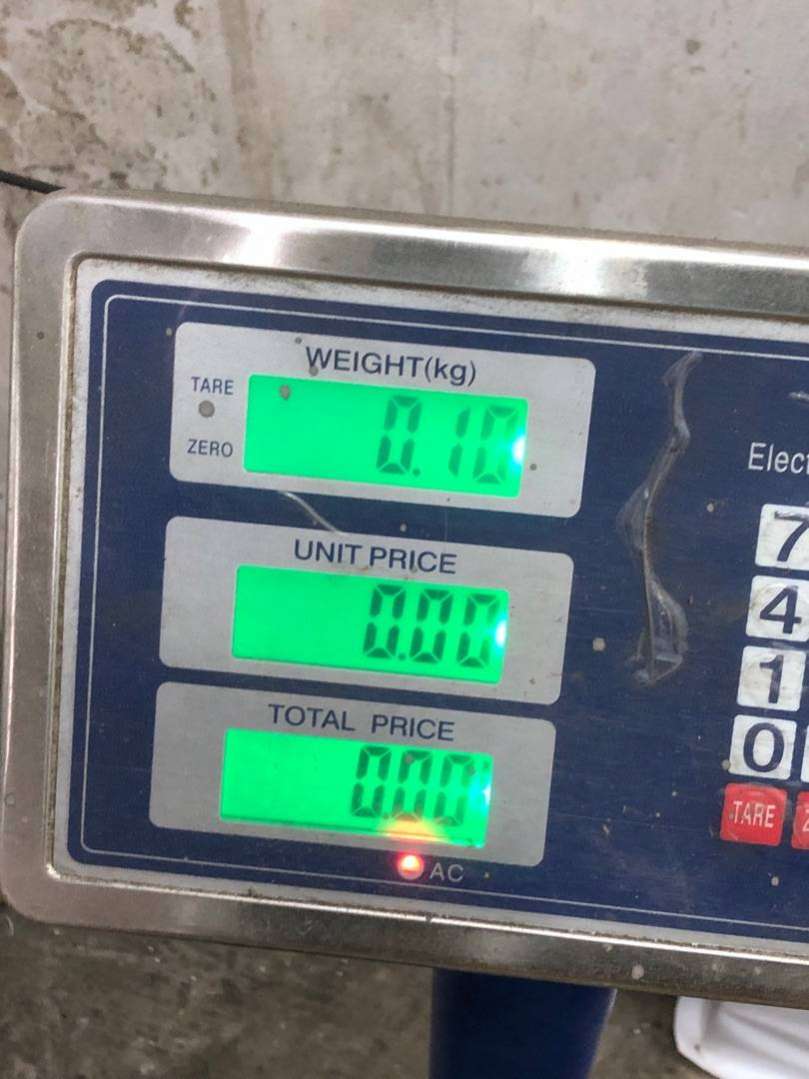 WEIGHT(kg)
TARE
0.10
ZERO
UNIT PRICE
0.00
TOTAL PRICE
0.00
AC
7
4
1
0
TARE